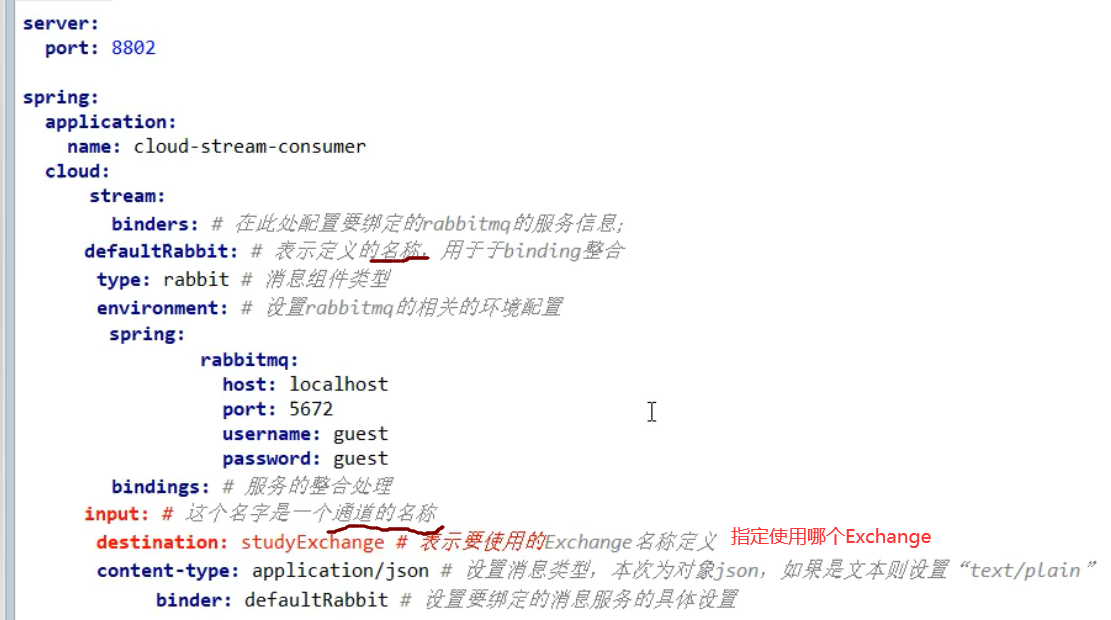 server:
port: 8802
spring:
application:
name: cloud-stream-consumer
cloud:
stream:
binders: # 在此处配置要绑定的rabbitmq的服务信息;
defaultRabbit: # 表示定义的名称，用于于binding整合
type: rabbit # 消息组件类型
environment: # 设置rabbitmq的相关的环境配置
spring:
rabbitmq:
host: localhost
port: 5672
username: guest
password: guest
bindings: # 服务的整合处理
input: # 这个名字是一个通道的名称
destination: studyExchange # 表示要使用的Exchange名称定义 指定使用哪个Exchange
content-type: application/json # 设置消息类型，本次为对象json，如果是文本则设置“text/plain”
binder: defaultRabbit # 设置要绑定的消息服务的具体设置